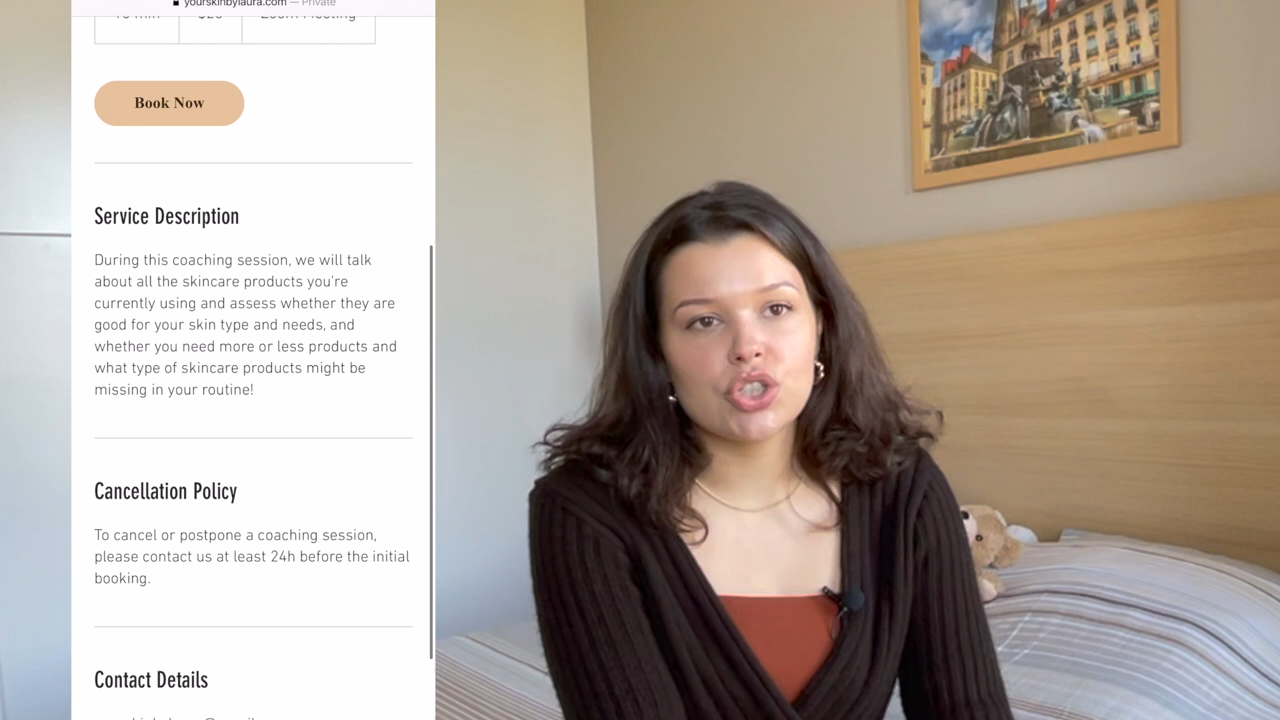 yourskinbylaura.com — Private
Book Now
Service Description
During this coaching session, we will talk
about all the skincare products you're
currently using and assess whether they are
good for your skin type and needs, and
whether you need more or less products and
what type of skincare products might be
missing in your routine!
Cancellation Policy
To cancel or postpone a coaching session,
please contact us at least 24h before the initial
booking.
Contact Details